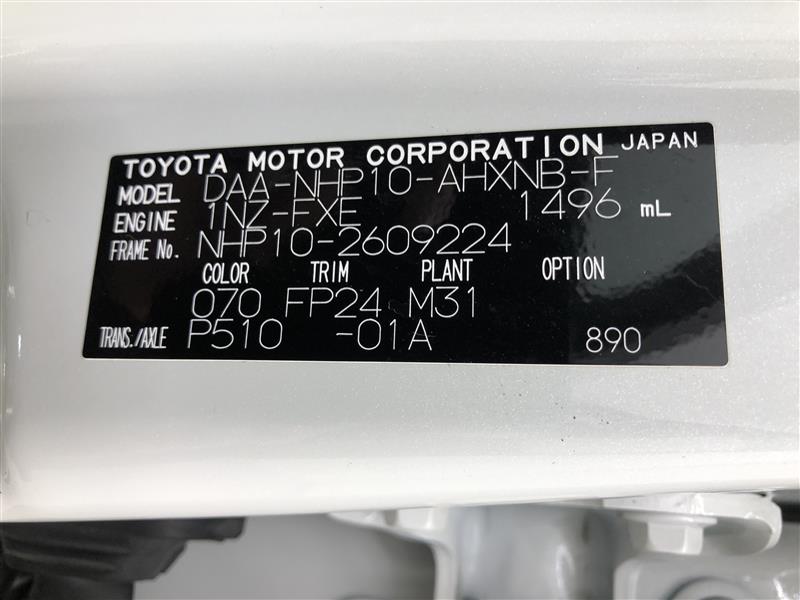 TOYOTA MOTOR CORPORATION JAPAN
MODEL DAA-NHP10-AHXNB-F
ENGINE 1NZ-FXE 1496 mL
FRAME No. NHP10-2609224
COLOR TRIM PLANT OPTION
070 FP24 M31
TRANS./AXLE P510 -01A 890